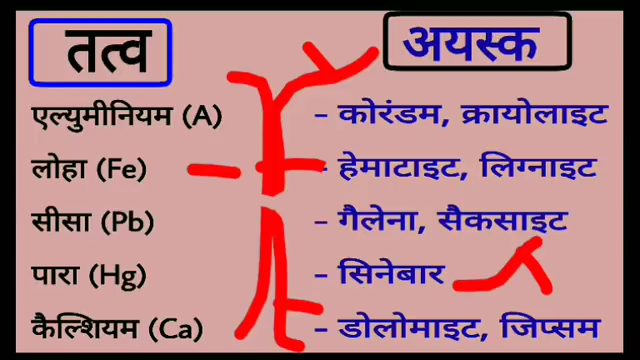 तत्व अयस्क
एल्युमीनियम (A) – कोरंडम, क्रायोलाइट
लोहा (Fe) – हेमाटाइट, लिग्नाइट
सीसा (Pb) – गैलेना, सैकसाइट
पारा (Hg) – सिनेबार
कैल्शियम (Ca) – डोलोमाइट, जिप्सम